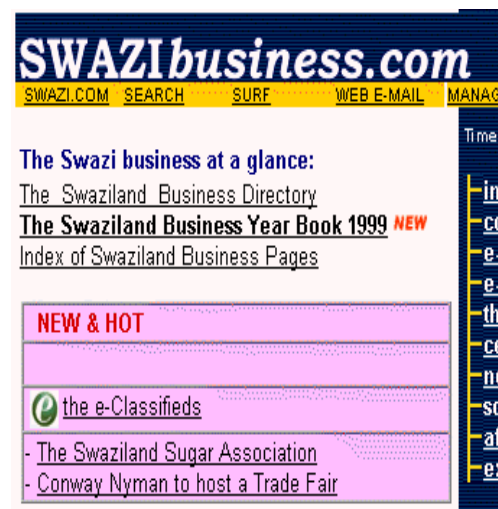 SWAZIbusiness.com
SWAZI.COM SEARCH SURF WEB E-MAIL
Time
The Swazi business at a glance:
The Swaziland Business Directory
The Swaziland Business Year Book 1999 NEW
Index of Swaziland Business Pages
NEW & HOT
the e-Classifieds
- The Swaziland Sugar Association
- Conway Nyman to host a Trade Fair